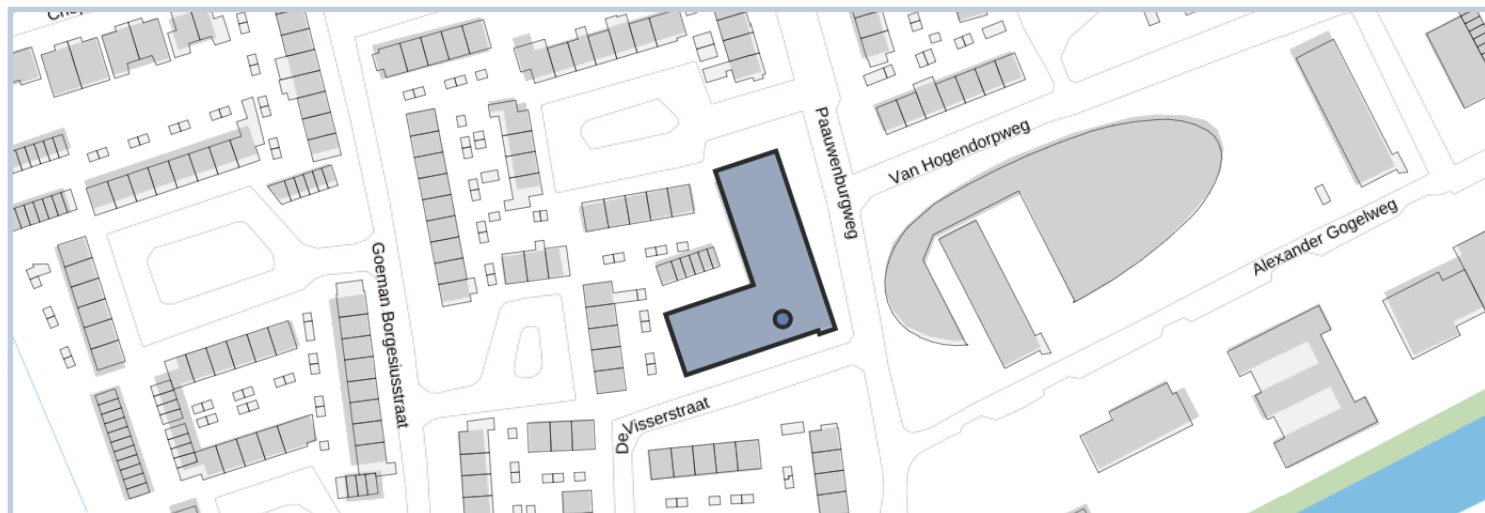 Paauwenburgweg
Van Hogendorpweg
Alexander Gogelweg
Goeman Borgesiusstraat
De Visserstraat